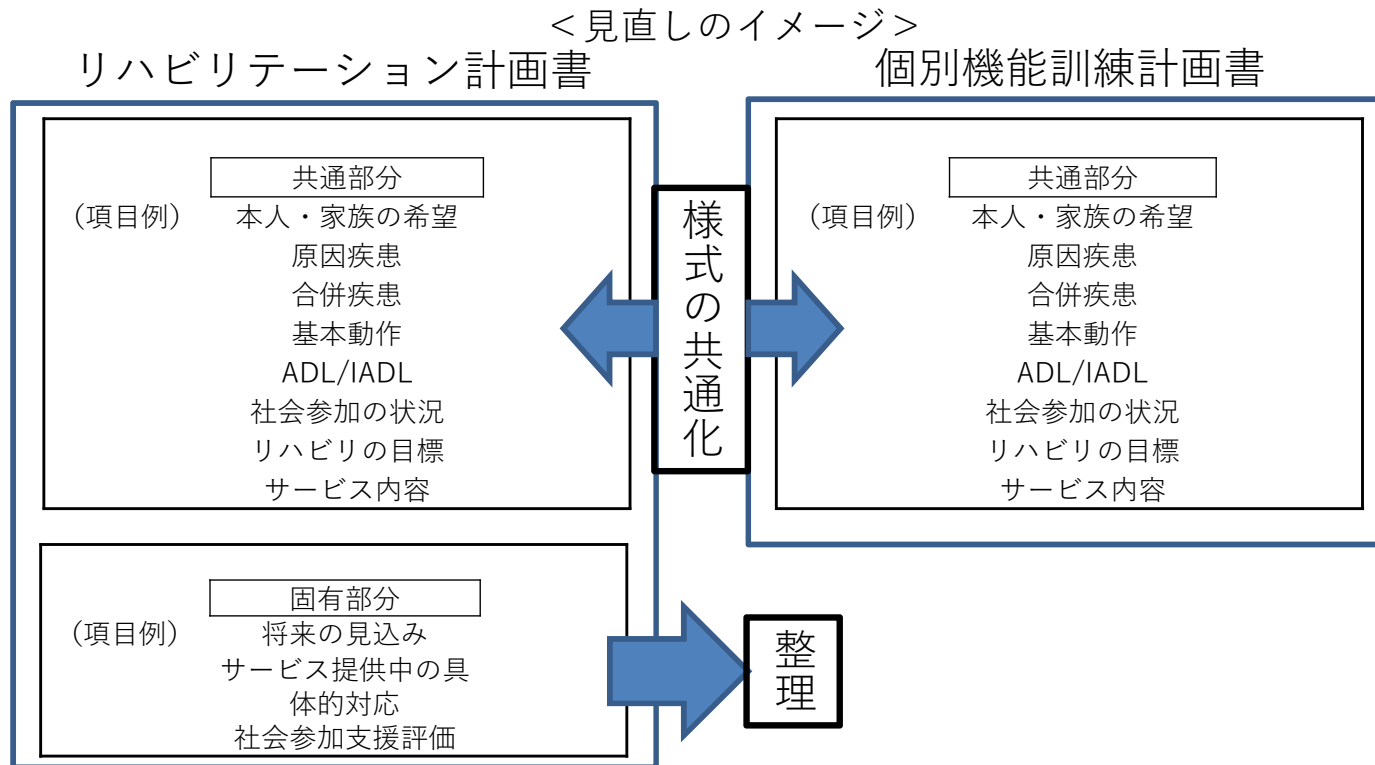 ＜見直しのイメージ＞
リハビリテーション計画書
共通部分
（項目例）
本人・家族の希望
原因疾患
合併疾患
基本動作
ADL/IADL
社会参加の状況
リハビリの目標
サービス内容
固有部分
（項目例）
将来の見込み
サービス提供中の具
体的対応
社会参加支援評価
様式の共通化
個別機能訓練計画書
共通部分
（項目例）
本人・家族の希望
原因疾患
合併疾患
基本動作
ADL/IADL
社会参加の状況
リハビリの目標
サービス内容
整理